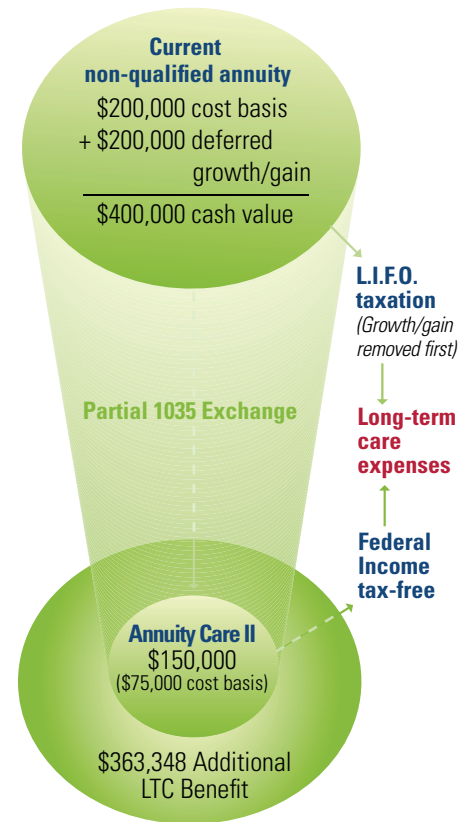 Current
non-qualified annuity
$200,000 cost basis
+ $200,000 deferred
growth/gain
$400,000 cash value
L.I.F.O.
taxation
(Growth/gain
removed first)
Partial 1035 Exchange
Long-term
care
expenses
Federal
Income
tax-free
Annuity Care II
$150,000
($75,000 cost basis)
$363,348 Additional
LTC Benefit